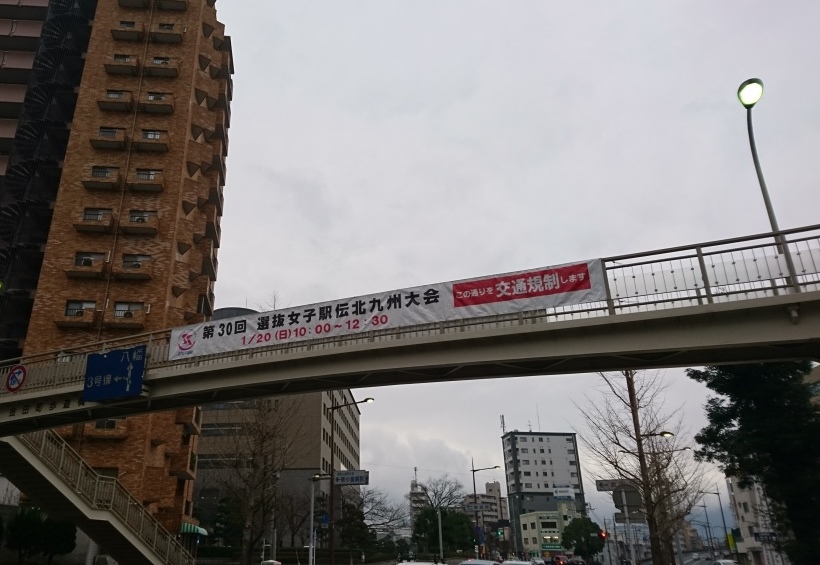 第30回 選抜女子駅伝北九州大会
1/20(日)10:00～12:30
この通りを交通規制します
八幡
3号線